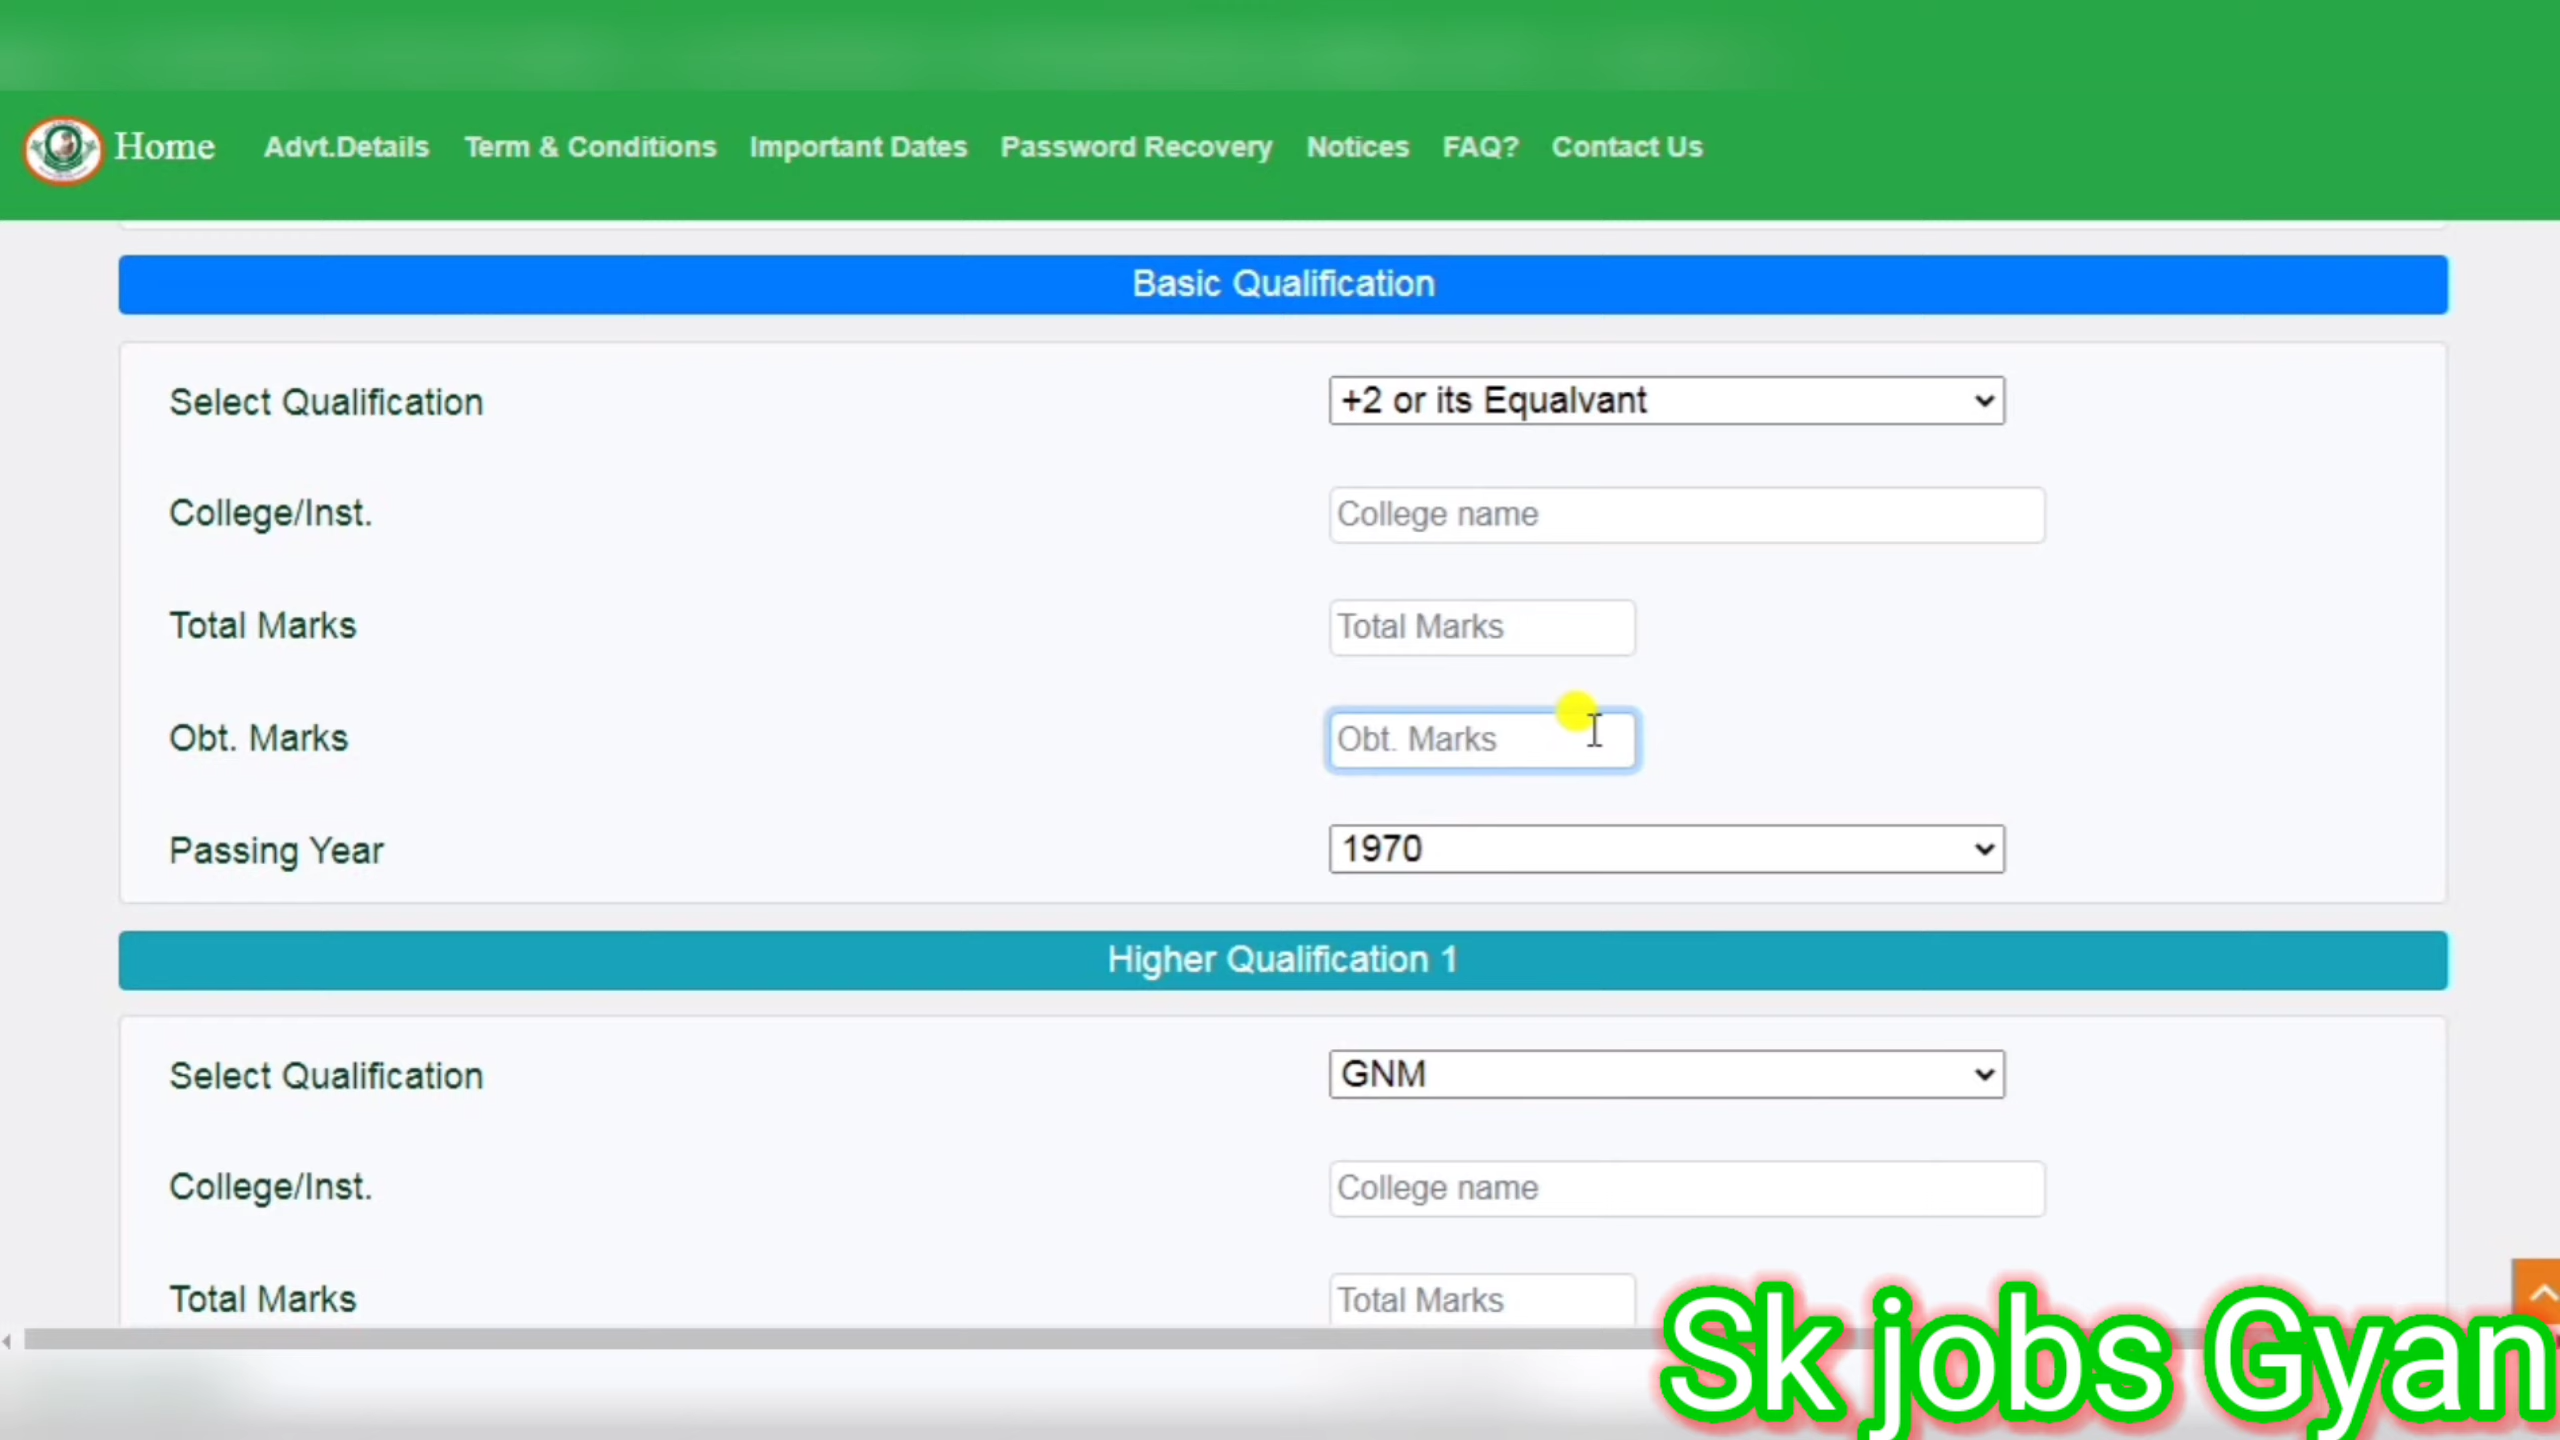 Home Advt.Details Term & Conditions Important Dates Password Recovery Notices FAQ? Contact Us
Basic Qualification
Select Qualification +2 or its Equalvant
College/Inst. College name
Total Marks Total Marks
Obt. Marks Obt. Marks
Passing Year 1970
Higher Qualification 1
Select Qualification GNM
College/Inst. College name
Total Marks Total Marks
Sk jobs Gyan